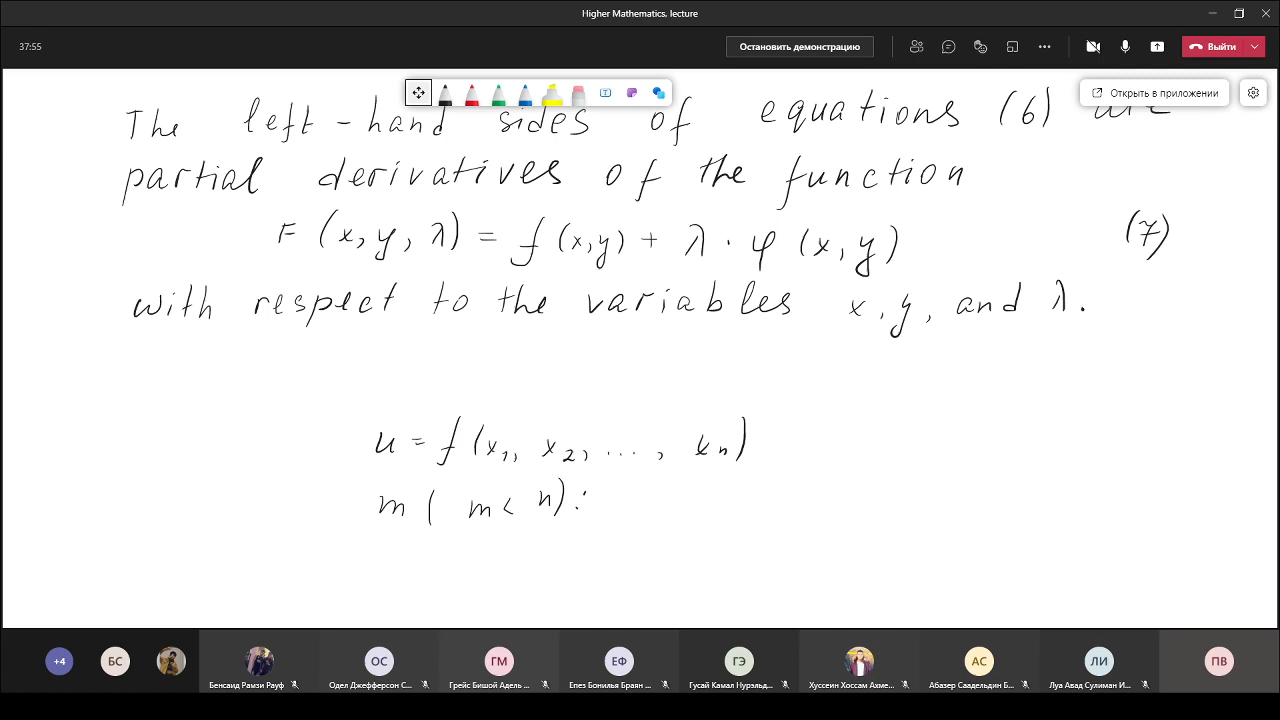 Higher Mathematics, lecture
37:55
Остановить демонстрацию
Выйти
Открыть в приложении
The left-hand sides of equations (6) are
partial derivatives of the function
F (x, y, λ) = f (x,y) + λ · φ (x, y) (7)
with respect to the variables x, y, and λ.
u = f (x₁, x₂, ..., xₙ)
m ( m < n) :
+4
БС
ОС
ГМ
ЕФ
ГЭ
АС
ЛИ
ПВ
Бенсаид Рамзи Рауф
Одел Джефферсон С...
Грейс Бишой Адель ...
Епез Бонилья Браян ...
Гусай Камал Нурэльд...
Хуссеин Хоссам Ахме...
Абазер Саадельдин Б...
Луа Авад Сулиман И...